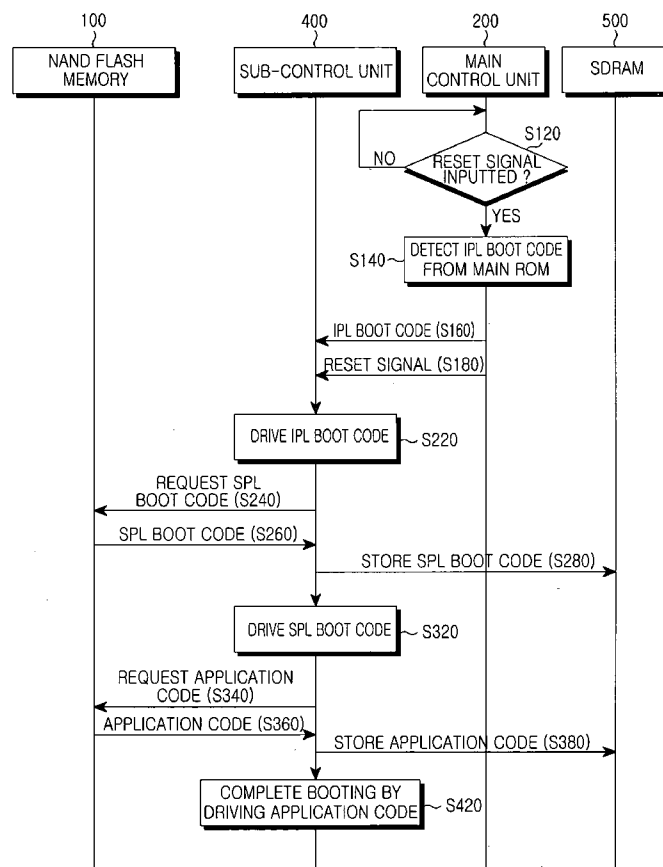 100
400
200
500
NAND FLASH
MEMORY
SUB-CONTROL UNIT
MAIN
CONTROL UNIT
SDRAM
S120
NO
RESET SIGNAL
INPUTTED ?
YES
S140
DETECT IPL BOOT CODE
FROM MAIN ROM
IPL BOOT CODE (S160)
RESET SIGNAL (S180)
DRIVE IPL BOOT CODE
S220
REQUEST SPL
BOOT CODE (S240)
SPL BOOT CODE (S260)
STORE SPL BOOT CODE (S280)
DRIVE SPL BOOT CODE
S320
REQUEST APPLICATION
CODE (S340)
APPLICATION CODE (S360)
STORE APPLICATION CODE (S380)
COMPLETE BOOTING BY
DRIVING APPLICATION CODE
S420